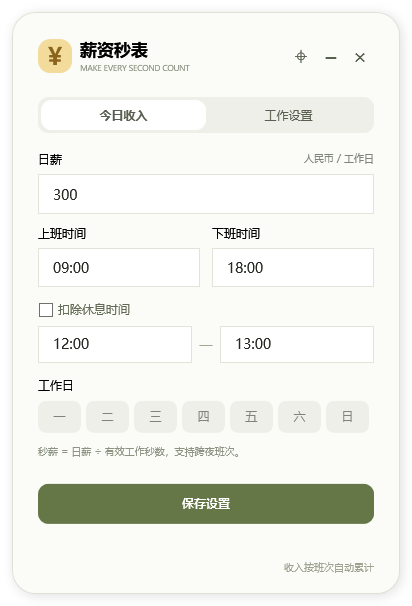 ¥ 薪资秒表
MAKE EVERY SECOND COUNT
今日收入 工作设置
日薪 人民币 / 工作日
300
上班时间 下班时间
09:00 18:00
扣除休息时间
12:00 — 13:00
工作日
一 二 三 四 五 六 日
秒薪 = 日薪 ÷ 有效工作秒数，支持跨夜班次。
保存设置
收入按班次自动累计